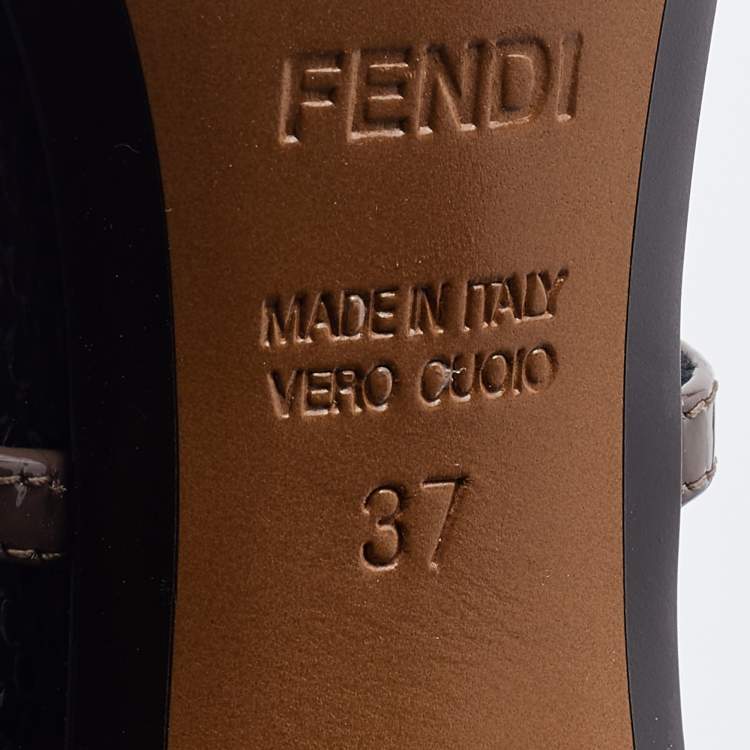 FENDI
MADE IN ITALY
VERO CUOIO
37